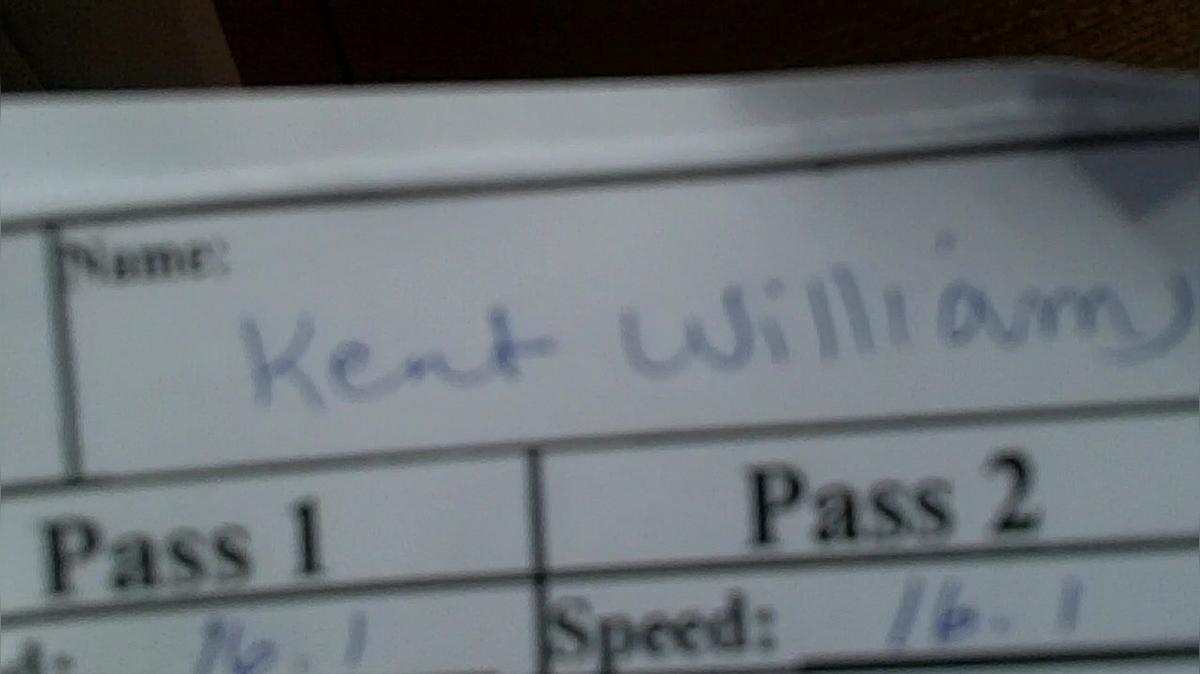 Name:
Kent Williams
Pass 1 Pass 2
d: 16.1 Speed: 16.1